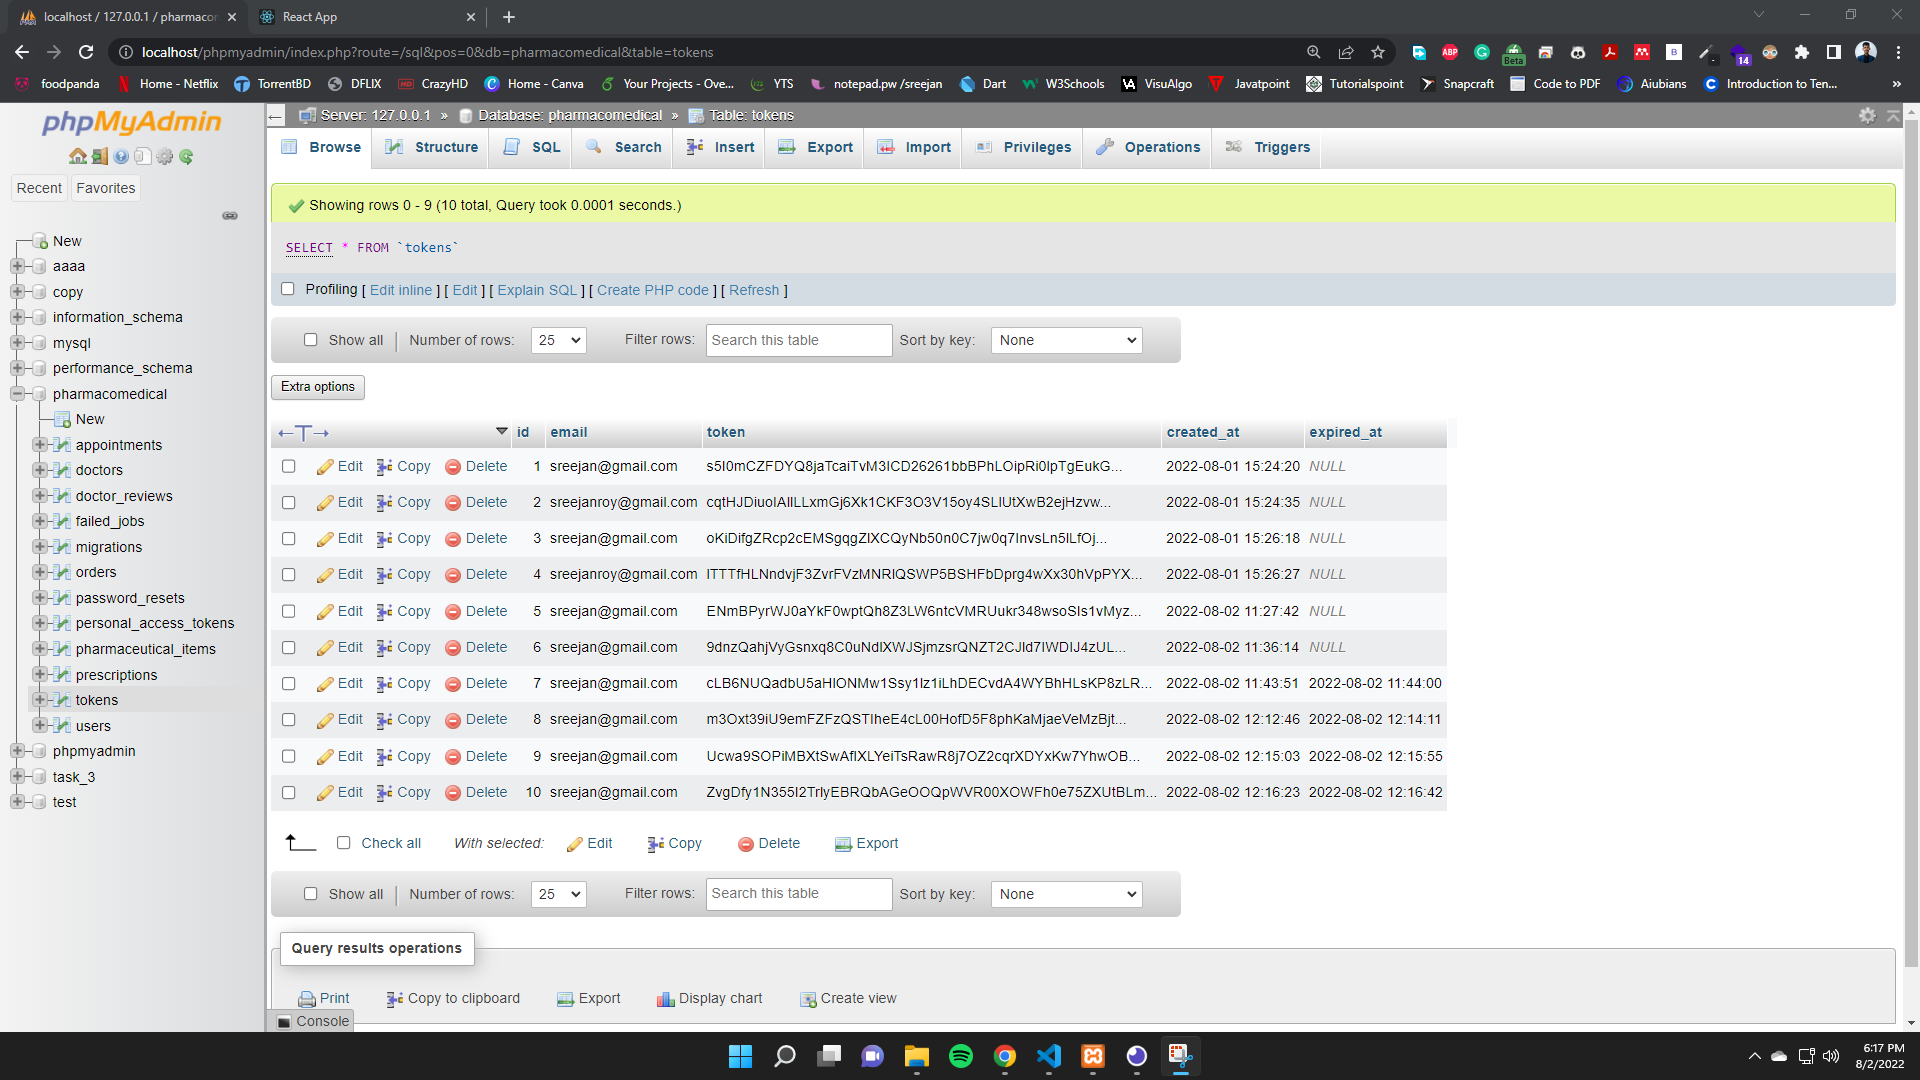 localhost / 127.0.0.1 / pharmacom
React App
localhost/phpmyadmin/index.php?route=/sql&pos=0&db=pharmacomedical&table=tokens
ABP
Beta
14
foodpanda
Home - Netflix
TorrentBD
DFLIX
CrazyHD
Home - Canva
Your Projects - Ove...
YTS
notepad.pw /sreejan
Dart
W3Schools
VisuAlgo
Javatpoint
Tutorialspoint
Snapcraft
Code to PDF
Aiubians
Introduction to Ten...
»
phpMyAdmin
Recent
Favorites
New
aaaa
copy
information_schema
mysql
performance_schema
pharmacomedical
New
appointments
doctors
doctor_reviews
failed_jobs
migrations
orders
password_resets
personal_access_tokens
pharmaceutical_items
prescriptions
tokens
users
phpmyadmin
task_3
test
Server: 127.0.0.1 » Database: pharmacomedical » Table: tokens
Browse Structure SQL Search Insert Export Import Privileges Operations Triggers
Showing rows 0 - 9 (10 total, Query took 0.0001 seconds.)
SELECT * FROM `tokens`
Profiling [ Edit inline ] [ Edit ] [ Explain SQL ] [ Create PHP code ] [ Refresh ]
Show all Number of rows: 25 Filter rows: Search this table Sort by key: None
Extra options
id email token created_at expired_at
Edit Copy Delete 1 sreejan@gmail.com 2022-08-01 15:24:20 NULL
Edit Copy Delete 2 sreejanroy@gmail.com 2022-08-01 15:24:35 NULL
Edit Copy Delete 3 sreejan@gmail.com 2022-08-01 15:26:18 NULL
Edit Copy Delete 4 sreejanroy@gmail.com 2022-08-01 15:26:27 NULL
Edit Copy Delete 5 sreejan@gmail.com 2022-08-02 11:27:42 NULL
Edit Copy Delete 6 sreejan@gmail.com 2022-08-02 11:36:14 NULL
Edit Copy Delete 7 sreejan@gmail.com 2022-08-02 11:43:51 2022-08-02 11:44:00
Edit Copy Delete 8 sreejan@gmail.com 2022-08-02 12:12:46 2022-08-02 12:14:11
Edit Copy Delete 9 sreejan@gmail.com 2022-08-02 12:15:03 2022-08-02 12:15:55
Edit Copy Delete 10 sreejan@gmail.com 2022-08-02 12:16:23 2022-08-02 12:16:42
Check all With selected: Edit Copy Delete Export
Show all Number of rows: 25 Filter rows: Search this table Sort by key: None
Query results operations
Print Copy to clipboard Export Display chart Create view
Console
6:17 PM
8/2/2022